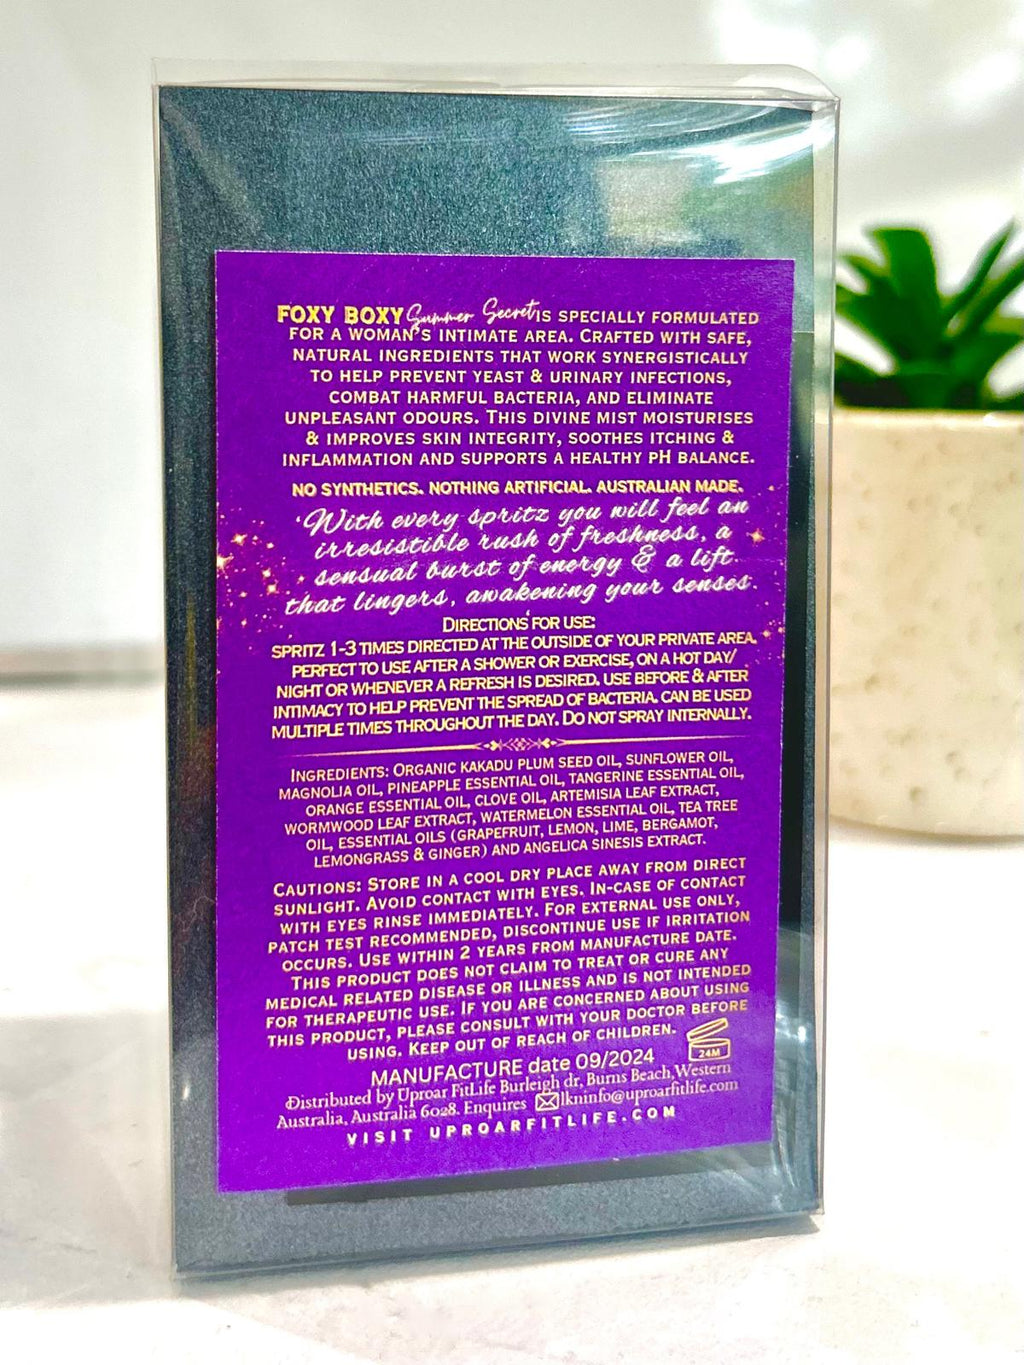 FOXY BOXY Summer Secret IS SPECIALLY FORMULATED
FOR A WOMAN'S INTIMATE AREA. CRAFTED WITH SAFE,
NATURAL INGREDIENTS THAT WORK SYNERGISTICALLY
TO HELP PREVENT YEAST & URINARY INFECTIONS,
COMBAT HARMFUL BACTERIA, AND ELIMINATE
UNPLEASANT ODOURS. THIS DIVINE MIST MOISTURISES
& IMPROVES SKIN INTEGRITY, SOOTHES ITCHING &
INFLAMMATION AND SUPPORTS A HEALTHY PH BALANCE.
NO SYNTHETICS. NOTHING ARTIFICIAL. AUSTRALIAN MADE.
'With every spritz you will feel an
irresistible rush of freshness, a
sensual burst of energy & a lift
that lingers, awakening your senses.'
DIRECTIONS FOR USE:
SPRITZ 1-3 TIMES DIRECTED AT THE OUTSIDE OF YOUR PRIVATE AREA.
PERFECT TO USE AFTER A SHOWER OR EXERCISE, ON A HOT DAY/
NIGHT OR WHENEVER A REFRESH IS DESIRED. USE BEFORE & AFTER
INTIMACY TO HELP PREVENT THE SPREAD OF BACTERIA. CAN BE USED
MULTIPLE TIMES THROUGHOUT THE DAY. DO NOT SPRAY INTERNALLY.
INGREDIENTS: ORGANIC KAKADU PLUM SEED OIL, SUNFLOWER OIL,
MAGNOLIA OIL, PINEAPPLE ESSENTIAL OIL, TANGERINE ESSENTIAL OIL,
ORANGE ESSENTIAL OIL, CLOVE OIL, ARTEMISIA LEAF EXTRACT,
WORMWOOD LEAF EXTRACT, WATERMELON ESSENTIAL OIL, TEA TREE
OIL, ESSENTIAL OILS (GRAPEFRUIT, LEMON, LIME, BERGAMOT,
LEMONGRASS & GINGER) AND ANGELICA SINESIS EXTRACT.
CAUTIONS: STORE IN A COOL DRY PLACE AWAY FROM DIRECT
SUNLIGHT. AVOID CONTACT WITH EYES. IN-CASE OF CONTACT
WITH EYES RINSE IMMEDIATELY. FOR EXTERNAL USE ONLY,
PATCH TEST RECOMMENDED, DISCONTINUE USE IF IRRITATION
OCCURS. USE WITHIN 2 YEARS FROM MANUFACTURE DATE.
THIS PRODUCT DOES NOT CLAIM TO TREAT OR CURE ANY
MEDICAL RELATED DISEASE OR ILLNESS AND IS NOT INTENDED
FOR THERAPEUTIC USE. IF YOU ARE CONCERNED ABOUT USING
THIS PRODUCT, PLEASE CONSULT WITH YOUR DOCTOR BEFORE
USING. KEEP OUT OF REACH OF CHILDREN.
24M
MANUFACTURE date 09/2024
Distributed by Uproar FitLife Burleigh dr, Burns Beach, Western
Australia, Australia 6028. Enquires lkninfo@uproarfitlife.com
VISIT UPROARFITLIFE.COM